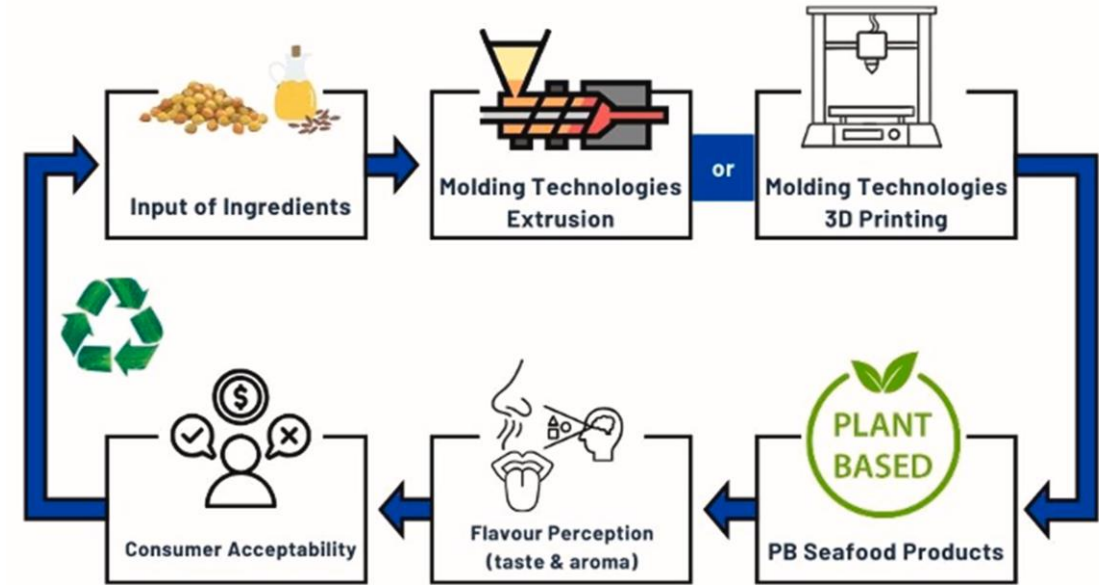 Input of Ingredients
Molding Technologies
Extrusion
or
Molding Technologies
3D Printing
$
PLANT
BASED
Consumer Acceptability
Flavour Perception
(taste & aroma)
PB Seafood Products